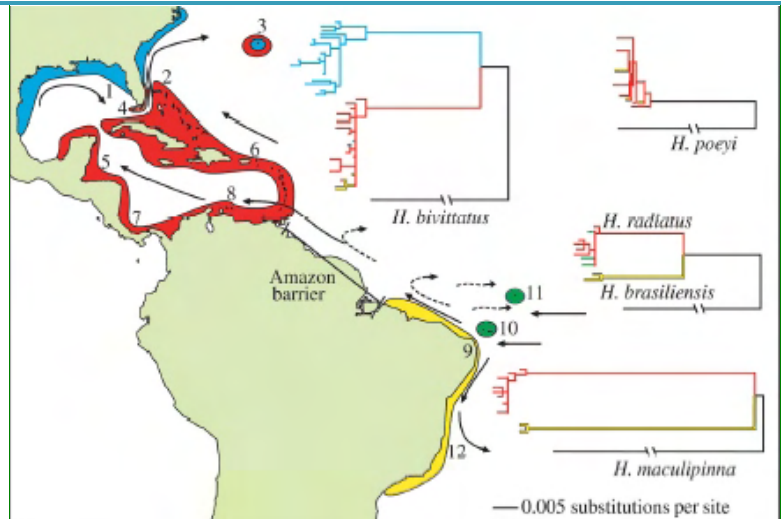 3
1
2
4
H. poeyi
5
6
8
H. bivittatus
7
H. radiatus
Amazon
barrier
11
H. brasiliensis
10
9
12
H. maculipinna
0.005 substitutions per site